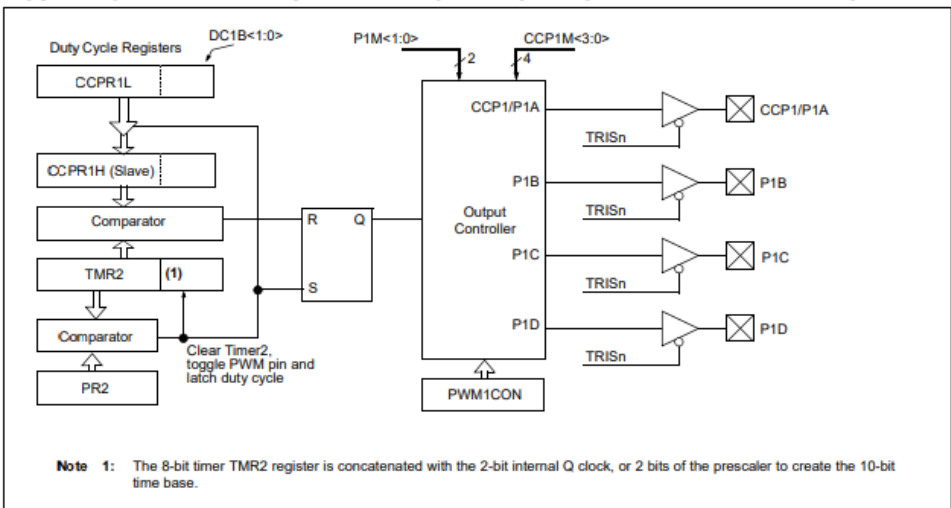 DC1B<1:0>
P1M<1:0>
CCP1M<3:0>
Duty Cycle Registers
2
4
CCPR1L
CCP1/P1A
CCP1/P1A
TRISn
CCPR1H (Slave)
P1B
P1B
Comparator
R
Q
Output
Controller
TRISn
P1C
P1C
TMR2
(1)
S
TRISn
P1D
P1D
Comparator
Clear Timer2,
toggle PWM pin and
latch duty cycle
TRISn
PR2
PWM1CON
Note 1: The 8-bit timer TMR2 register is concatenated with the 2-bit internal Q clock, or 2 bits of the prescaler to create the 10-bit
time base.